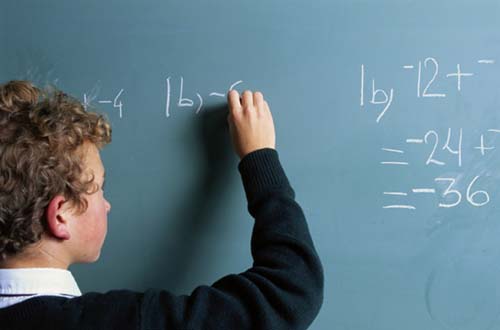 -4 1b, -6
1b, -12 + -
= -24 + -
= -36